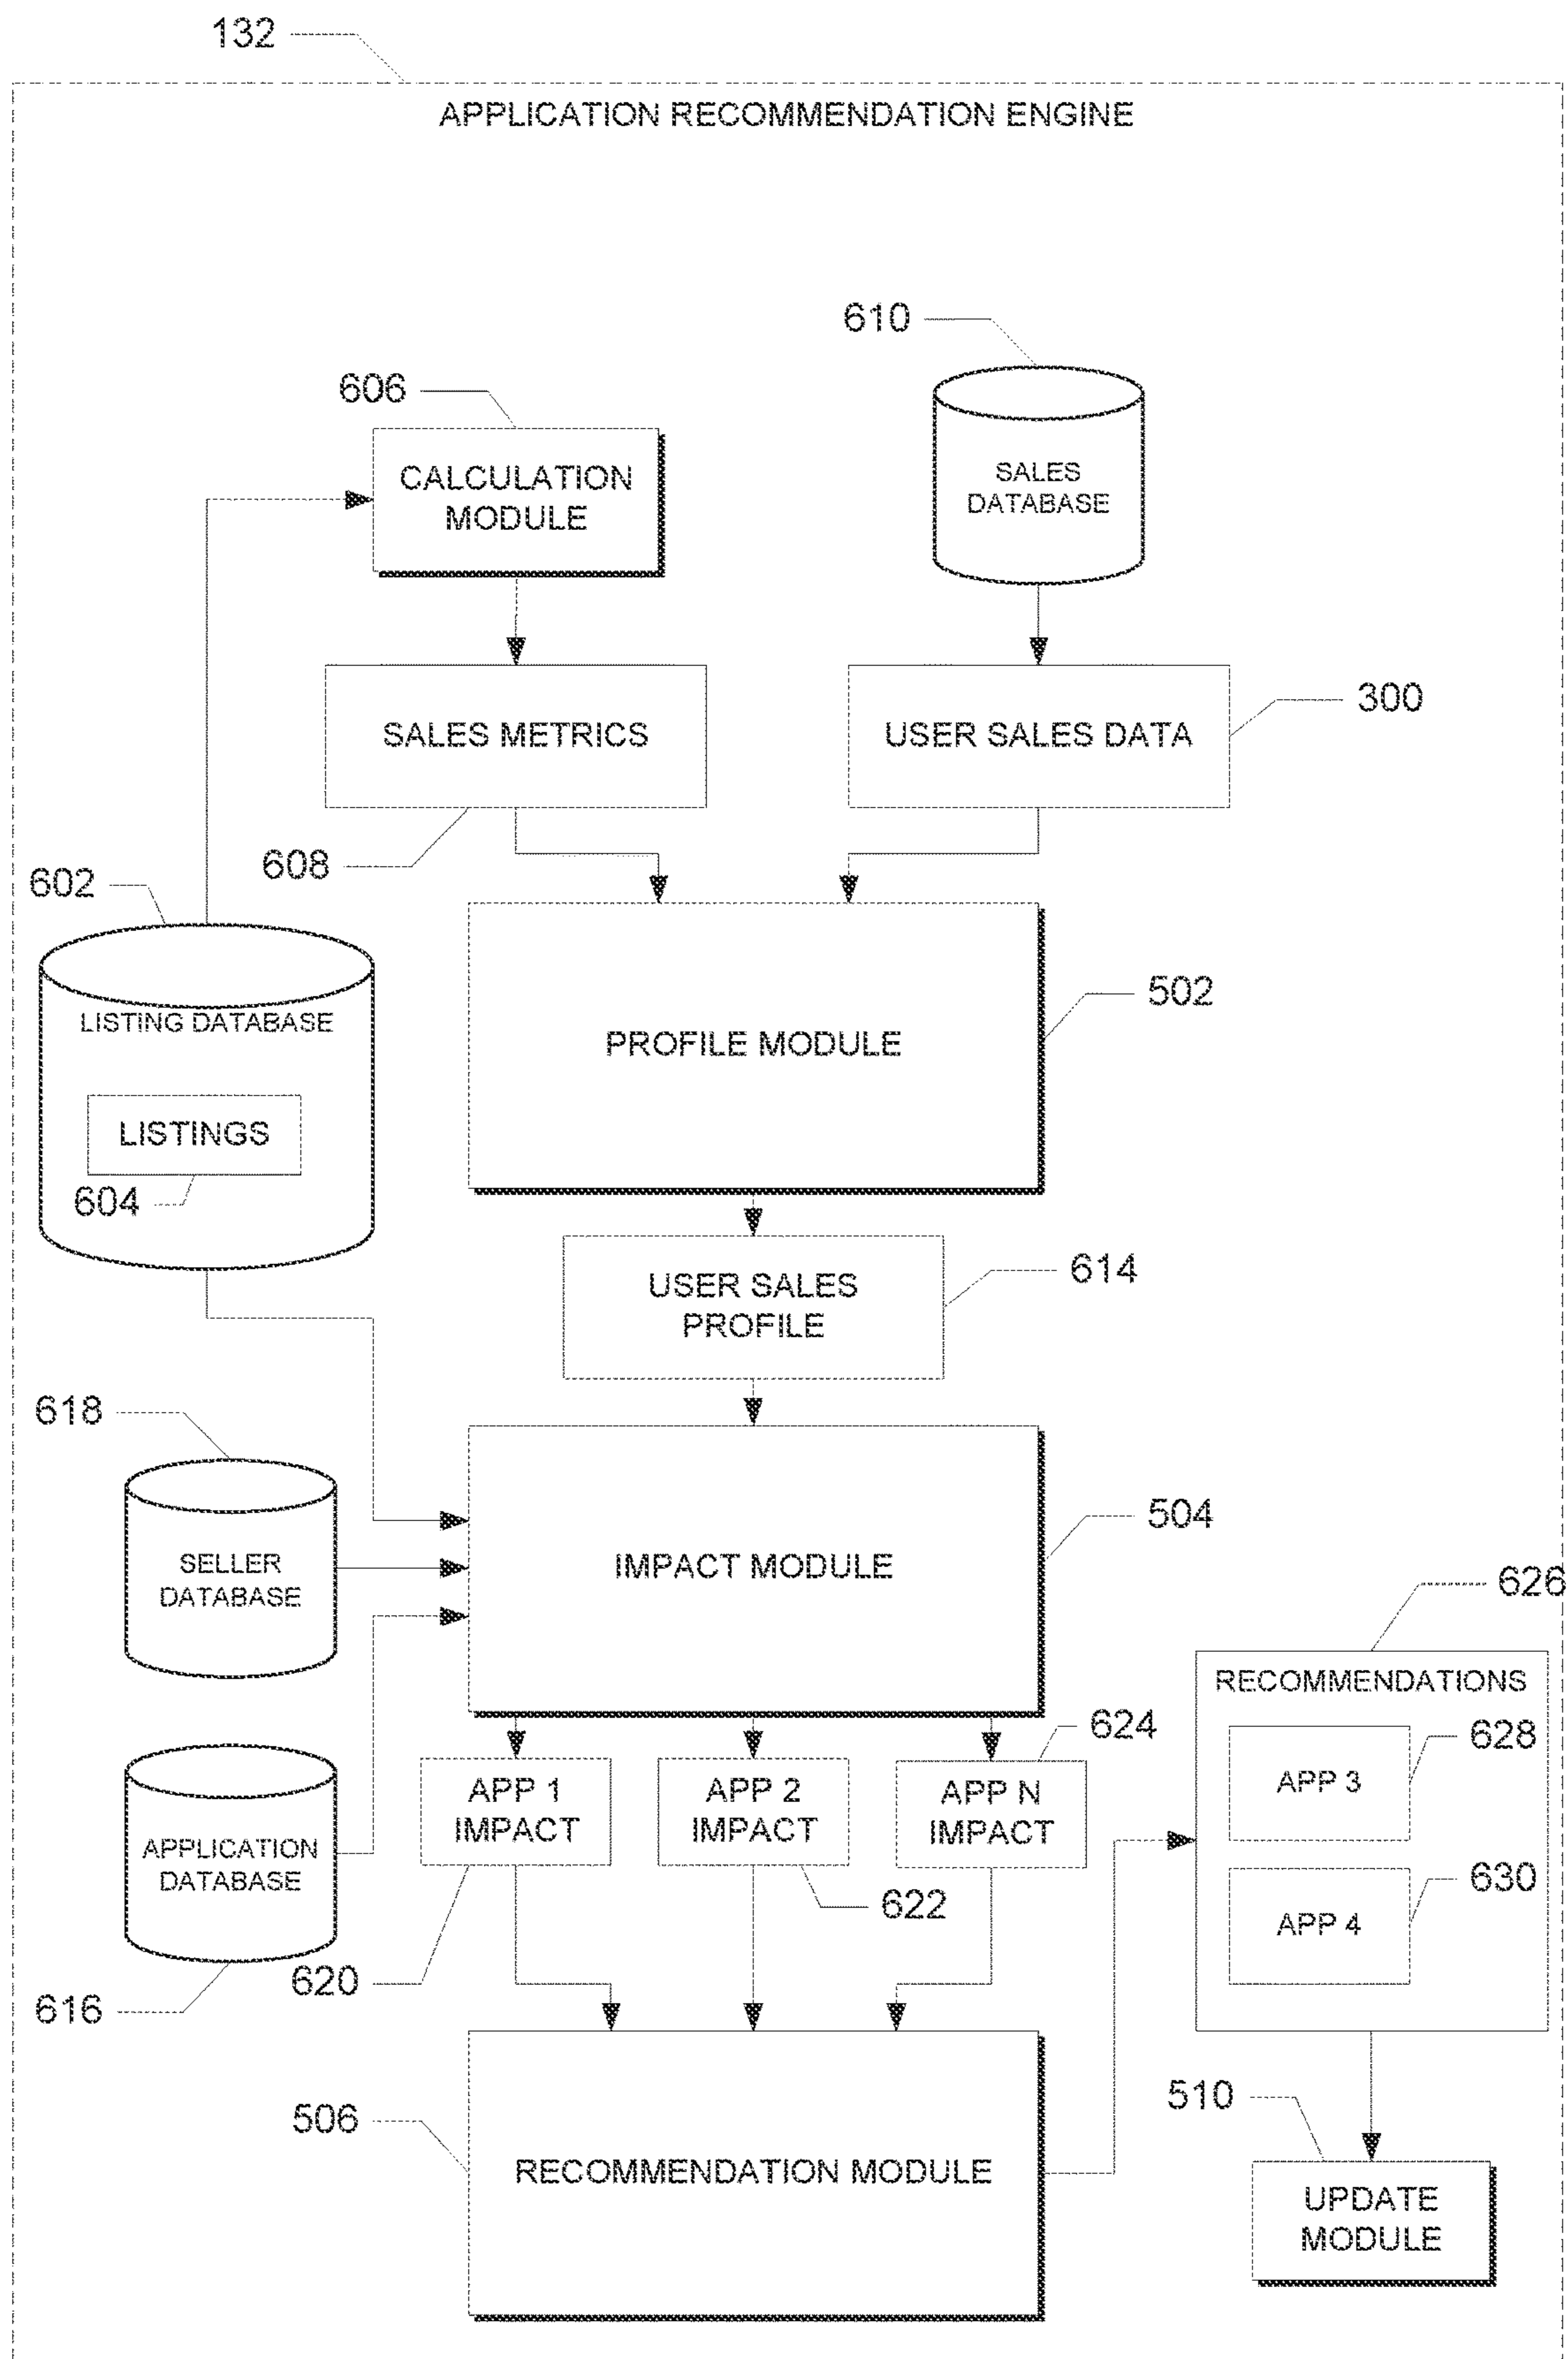 132
APPLICATION RECOMMENDATION ENGINE
610
606
CALCULATION
MODULE
SALES
DATABASE
SALES METRICS
USER SALES DATA
300
608
602
LISTING DATABASE
LISTINGS
604
PROFILE MODULE
502
USER SALES
PROFILE
614
618
SELLER
DATABASE
IMPACT MODULE
504
626
RECOMMENDATIONS
APP 3
628
APP 4
630
624
APP 1
IMPACT
APP 2
IMPACT
APP N
IMPACT
APPLICATION
DATABASE
622
620
616
506
RECOMMENDATION MODULE
510
UPDATE
MODULE